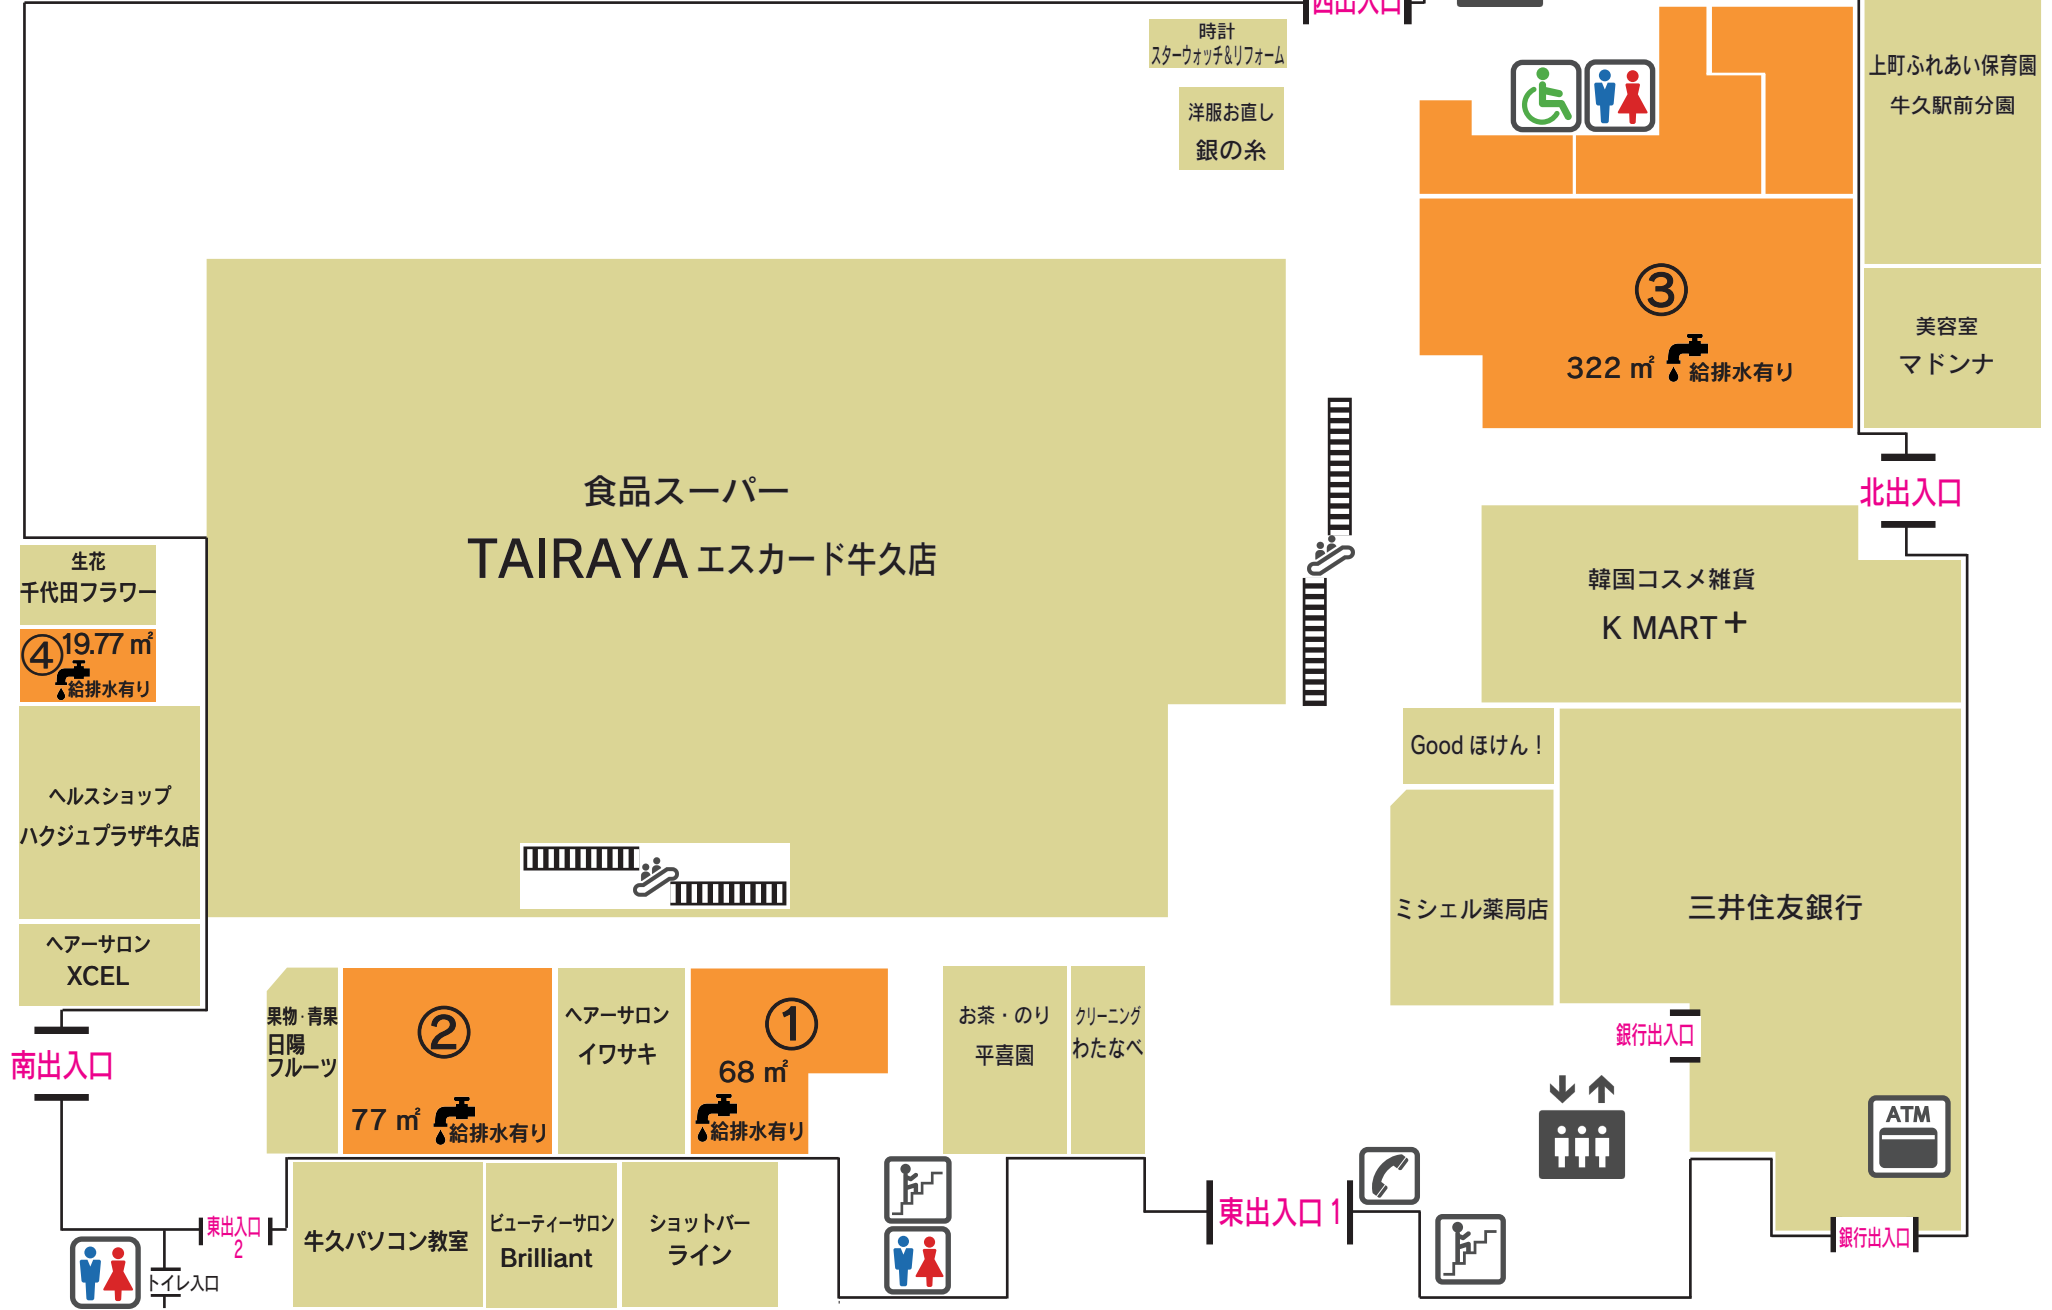 西出入口
時計
スターウォッチ&リフォーム
洋服お直し
銀の糸
上町ふれあい保育園
牛久駅前分園
③
322 ㎡
給排水有り
美容室
マドンナ
北出入口
食品スーパー
TAIRAYA エスカード牛久店
韓国コスメ雑貨
K MART＋
生花
千代田フラワー
④
19.77 ㎡
給排水有り
ヘルスショップ
ハクジュプラザ牛久店
ヘアーサロン
XCEL
南出入口
Good ほけん！
ミシェル薬局店
三井住友銀行
銀行出入口
ATM
果物・青果
日陽
フルーツ
②
77 ㎡
給排水有り
ヘアーサロン
イワサキ
①
68 ㎡
給排水有り
お茶・のり
平喜園
クリーニング
わたなべ
東出入口
2
トイレ入口
牛久パソコン教室
ビューティーサロン
Brilliant
ショットバー
ライン
東出入口 1
銀行出入口